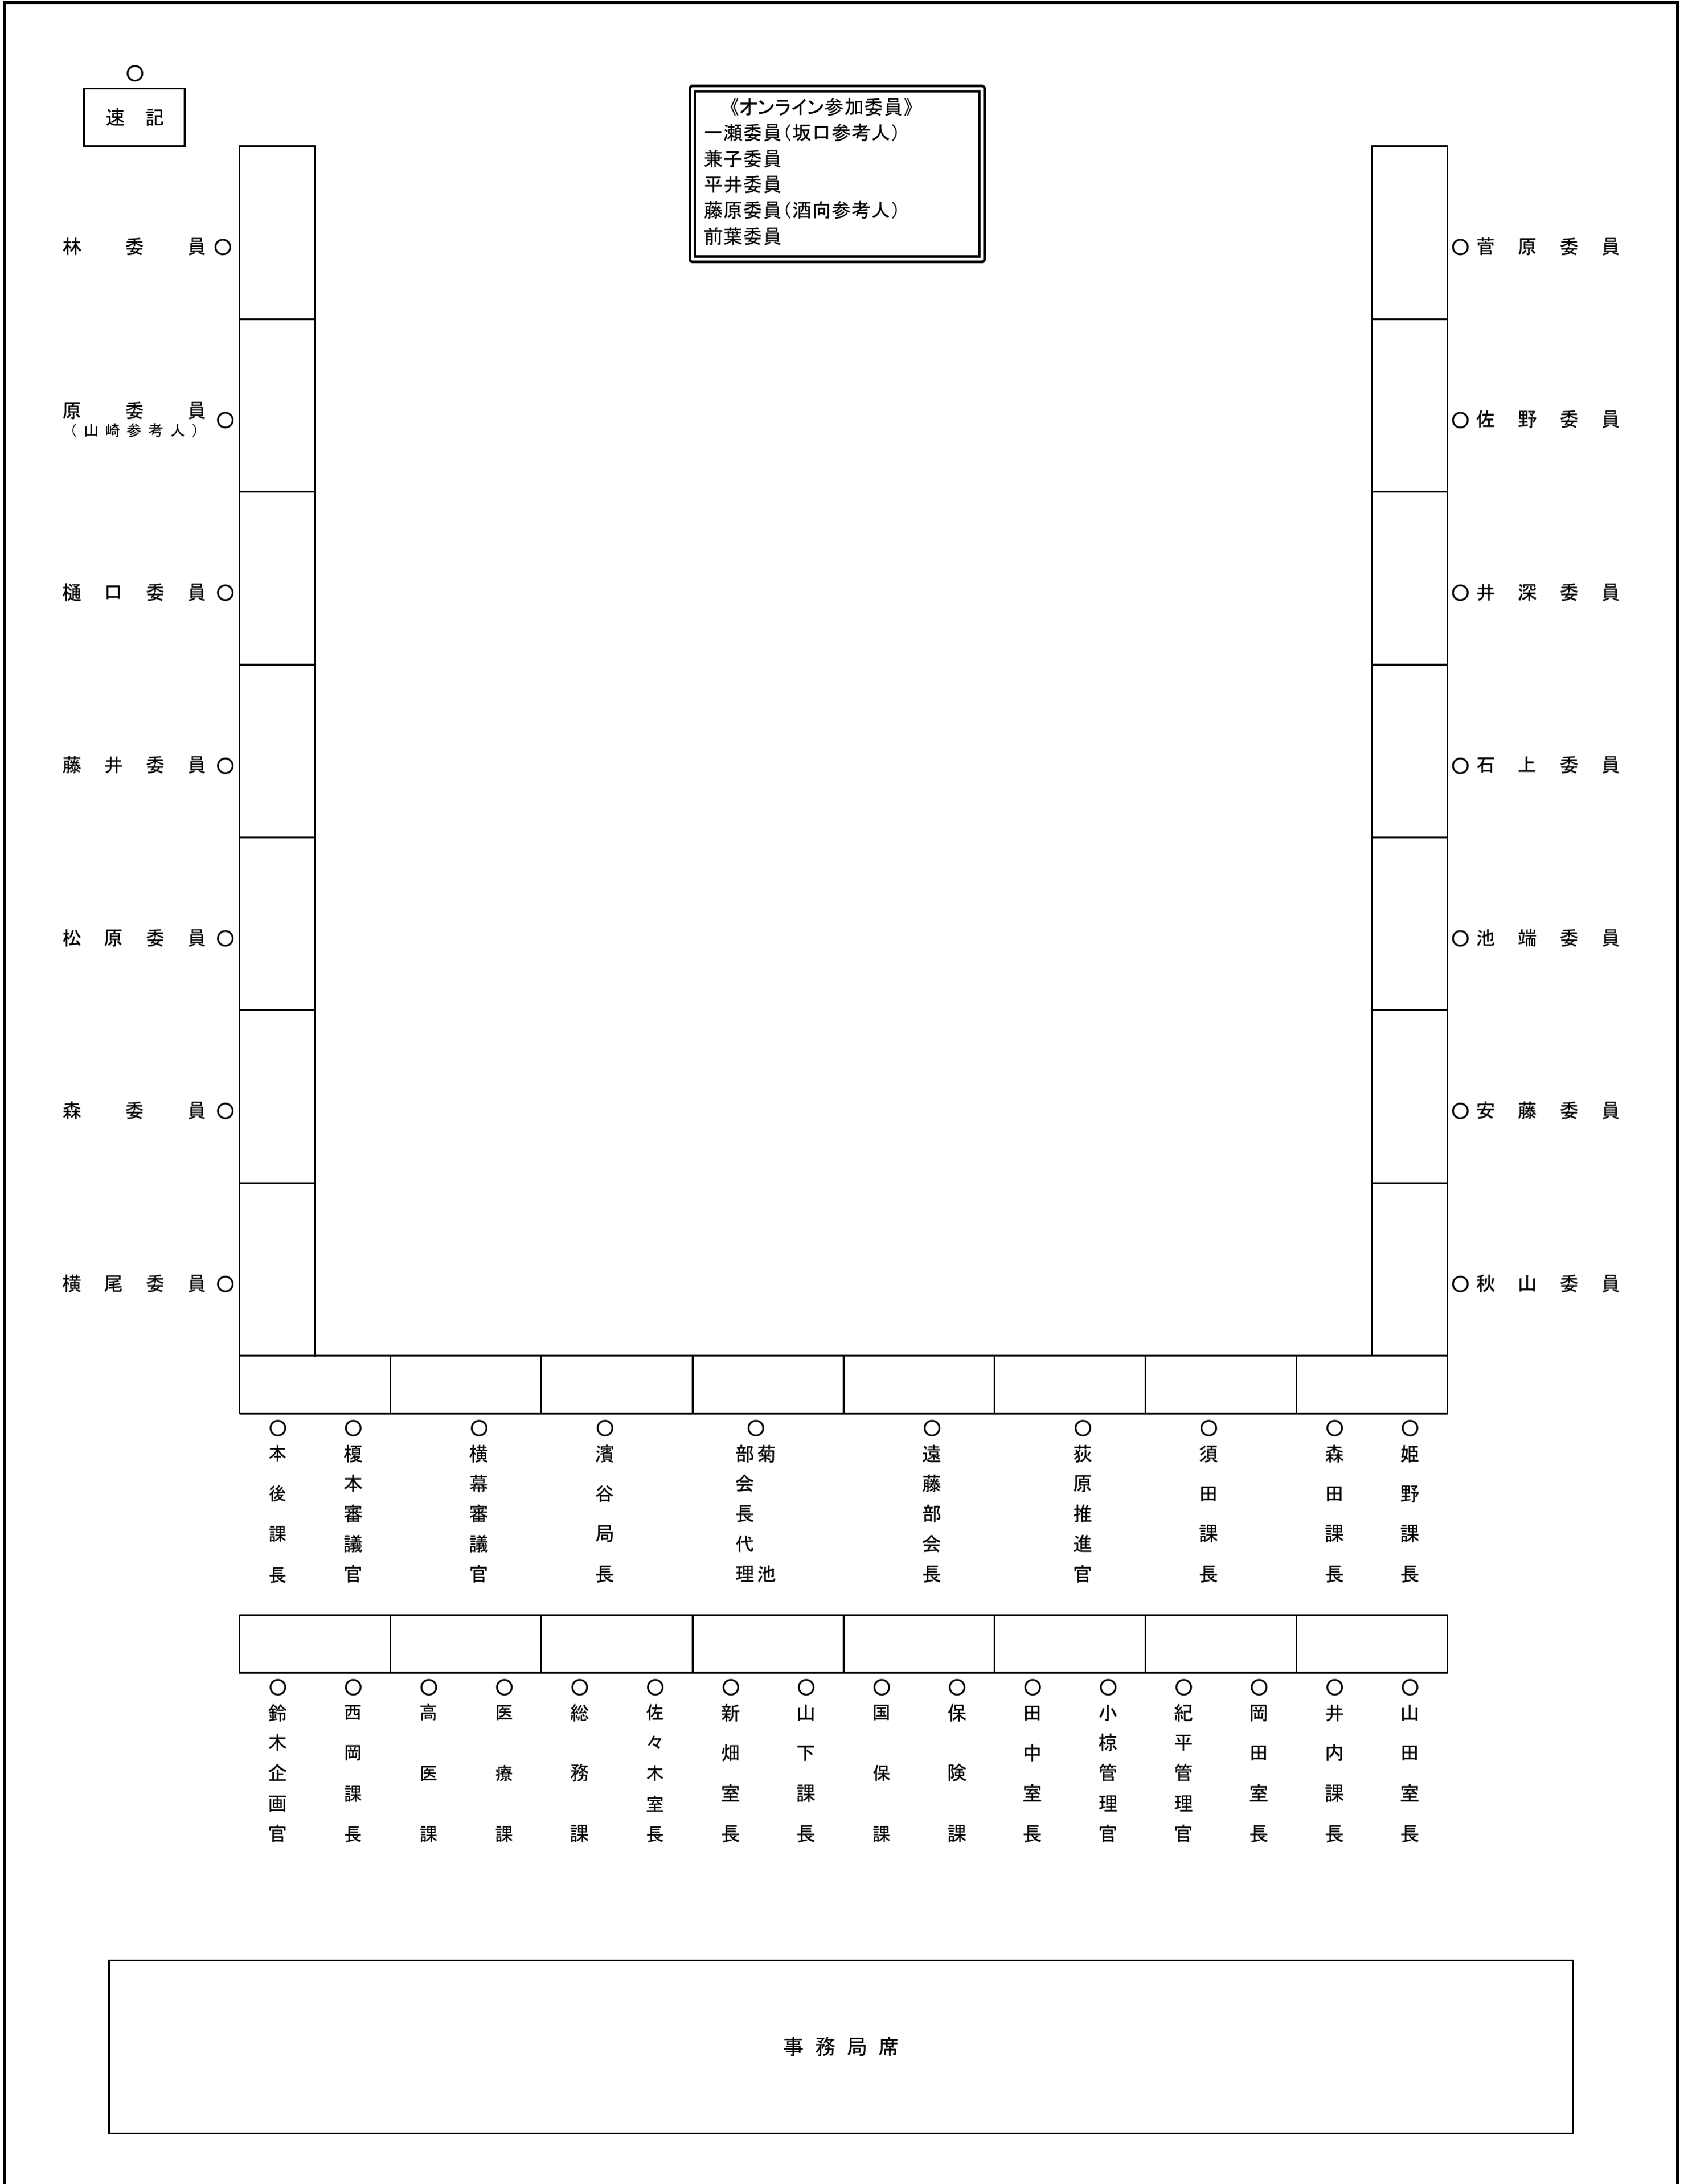 速記
《オンライン参加委員》
一瀬委員（坂口参考人）
兼子委員
平井委員
藤原委員（酒向参考人）
前葉委員
林委員
原委員
（山崎参考人）
樋口委員
藤井委員
松原委員
森委員
横尾委員
菅原委員
佐野委員
井深委員
石上委員
池端委員
安藤委員
秋山委員
本後課長
榎本審議官
横幕審議官
濱谷局長
菊池
部会長代理
遠藤部会長
荻原推進官
須田課長
森田課長
姫野課長
鈴木企画官
西岡課長
高医課
医療課
総務課
佐々木室長
新畑室長
山下課長
国保課
保険課
田中室長
小椋管理官
紀平管理官
岡田室長
井内課長
山田室長
事務局席